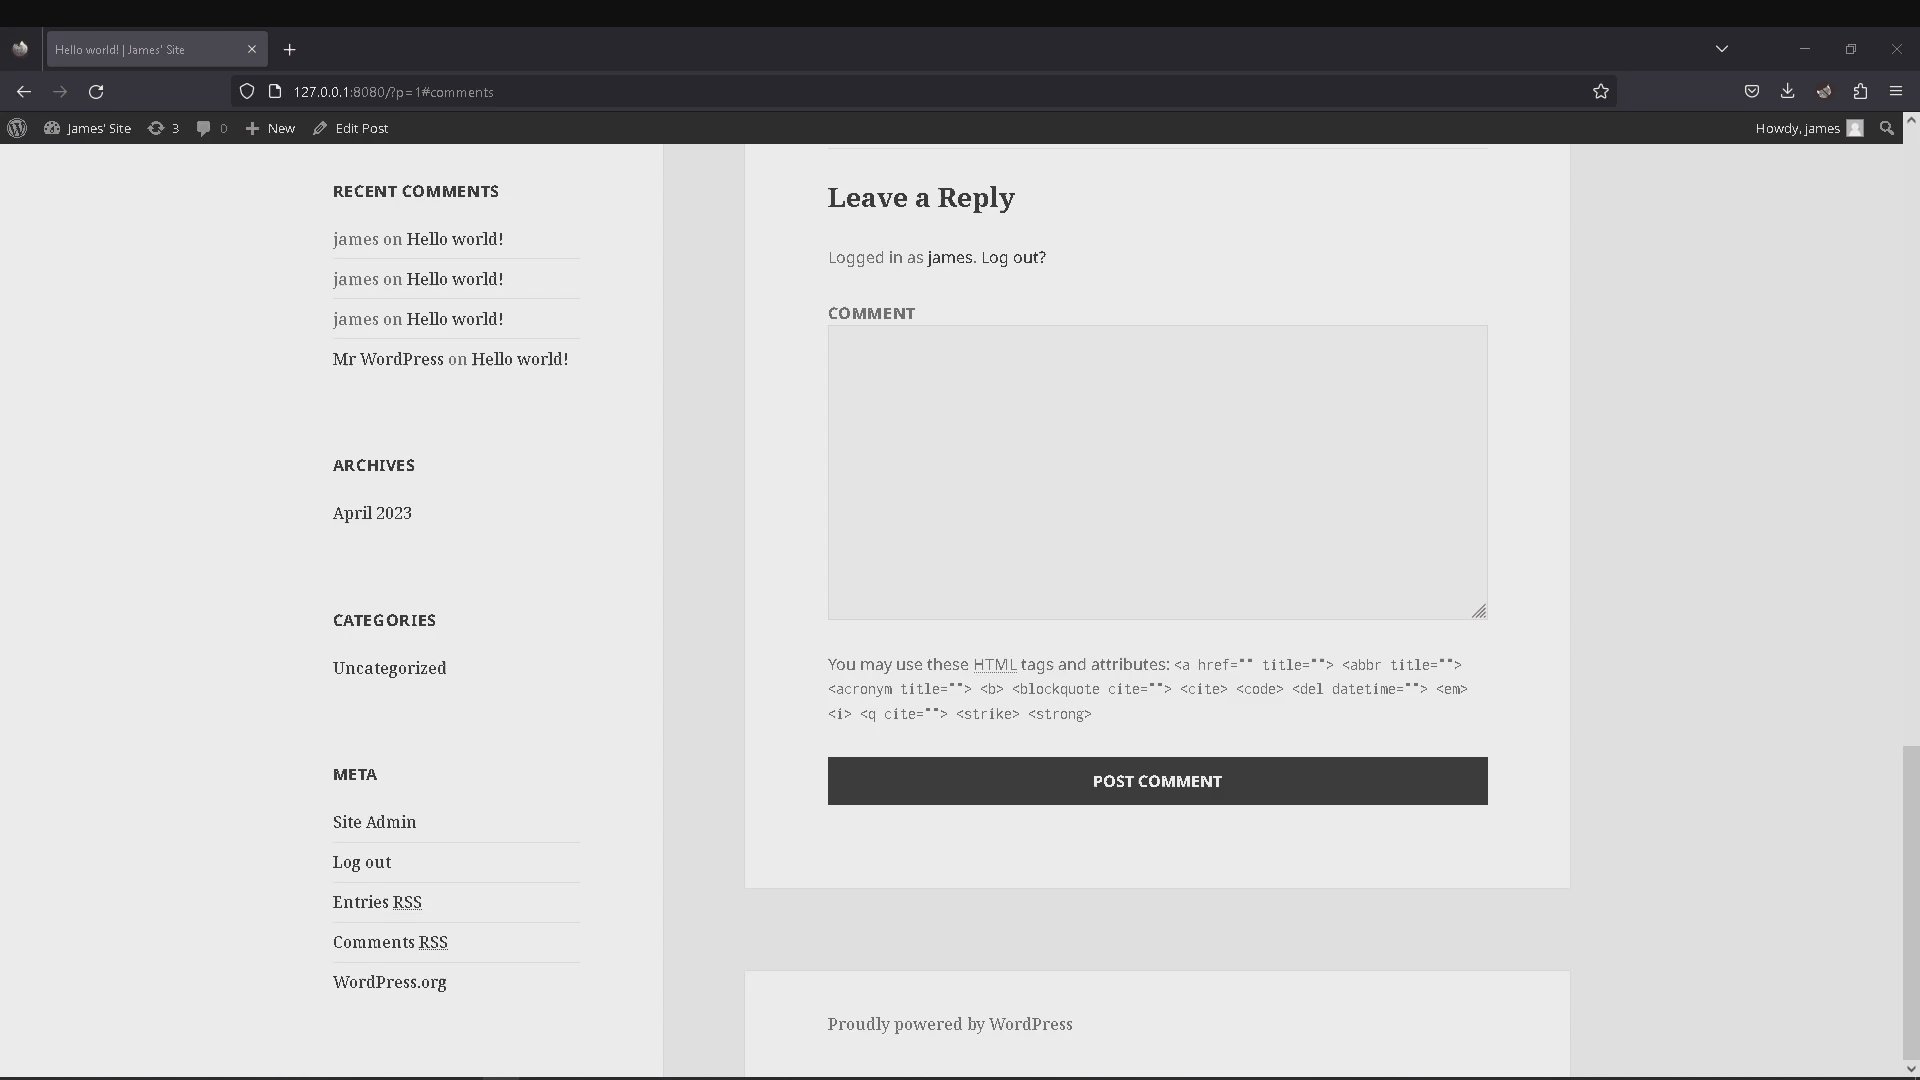 Hello world! | James' Site
127.0.0.1:8080/?p=1#comments
James' Site 3 0 New Edit Post Howdy, james
RECENT COMMENTS
james on Hello world!
james on Hello world!
james on Hello world!
Mr WordPress on Hello world!
ARCHIVES
April 2023
CATEGORIES
Uncategorized
META
Site Admin
Log out
Entries RSS
Comments RSS
WordPress.org
Leave a Reply
Logged in as james. Log out?
COMMENT
You may use these HTML tags and attributes: <a href="" title=""> <abbr title="">
<acronym title=""> <b> <blockquote cite=""> <cite> <code> <del datetime=""> <em>
<i> <q cite=""> <strike> <strong>
POST COMMENT
Proudly powered by WordPress